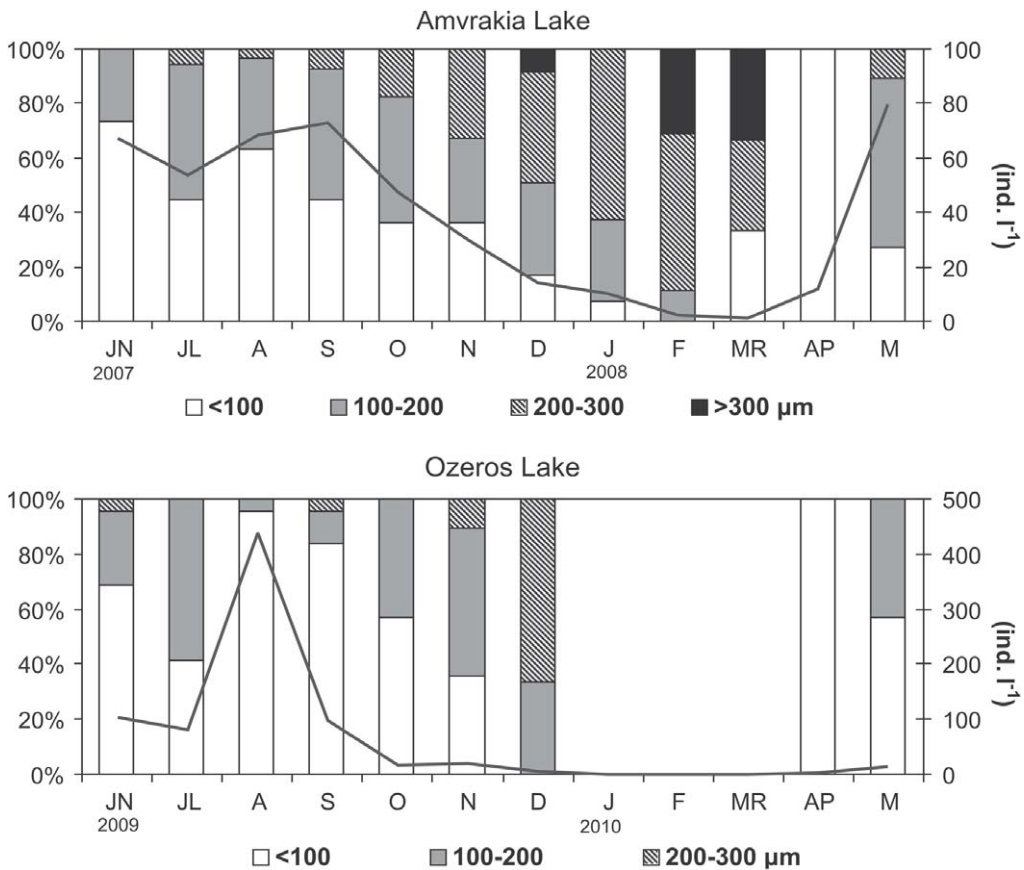 Amvrakia Lake
100% 100
80% 80
60% 60
40% 40
20% 20
0% 0
(ind. l-1)
JN JL A S O N D J F MR AP M
2007 2008
<100 100-200 200-300 >300 µm
Ozeros Lake
100% 500
80% 400
60% 300
40% 200
20% 100
0% 0
(ind. l-1)
JN JL A S O N D J F MR AP M
2009 2010
<100 100-200 200-300 µm